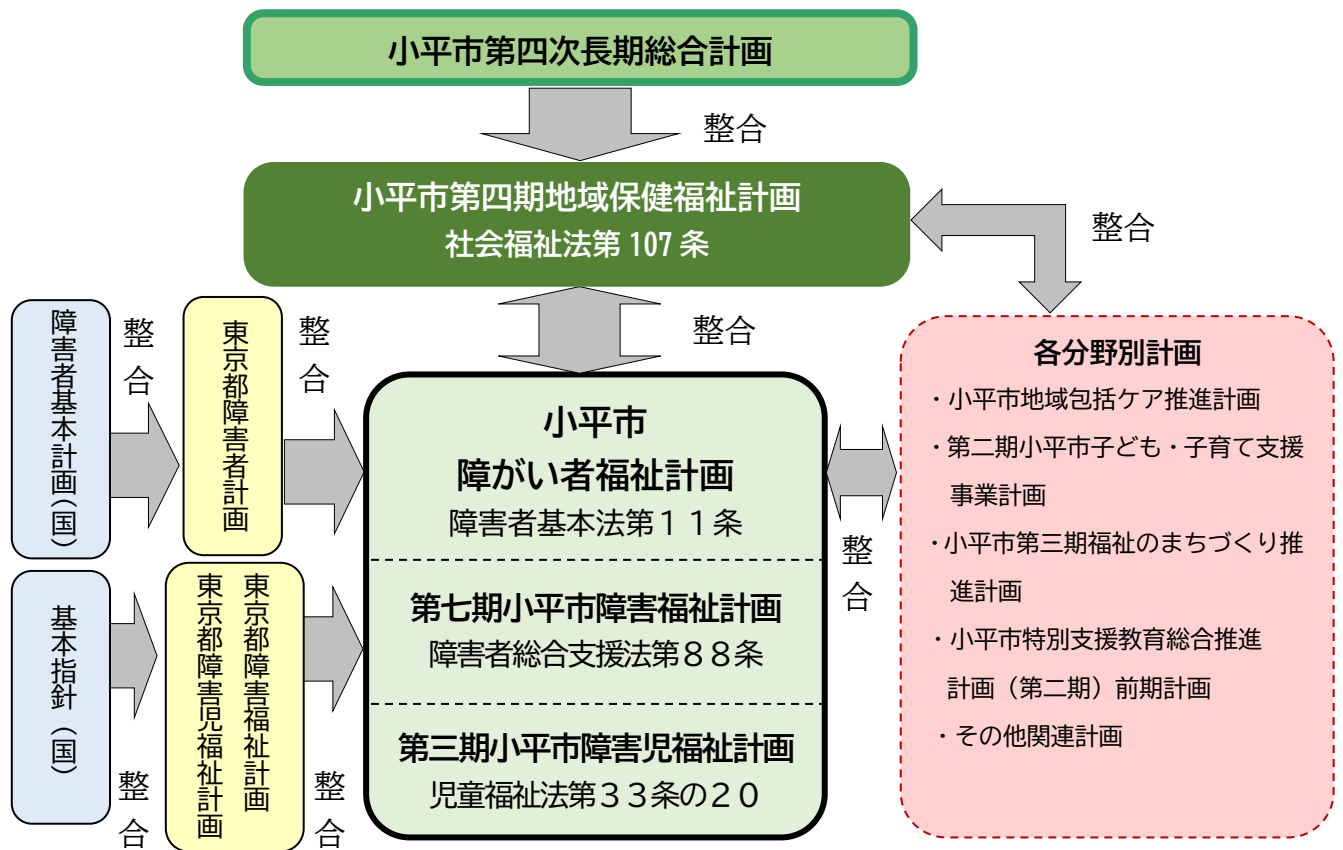 小平市第四次長期総合計画
整合
小平市第四期地域保健福祉計画
社会福祉法第 107 条
整合
整合
障害者基本計画（国）
整合
東京都障害者計画
整合
基本指針（国）
整合
東京都障害福祉計画
東京都障害児福祉計画
整合
小平市
障がい者福祉計画
障害者基本法第１１条
第七期小平市障害福祉計画
障害者総合支援法第８８条
第三期小平市障害児福祉計画
児童福祉法第３３条の２０
整合
各分野別計画
・小平市地域包括ケア推進計画
・第二期小平市子ども・子育て支援
事業計画
・小平市第三期福祉のまちづくり推
進計画
・小平市特別支援教育総合推進
計画（第二期）前期計画
・その他関連計画